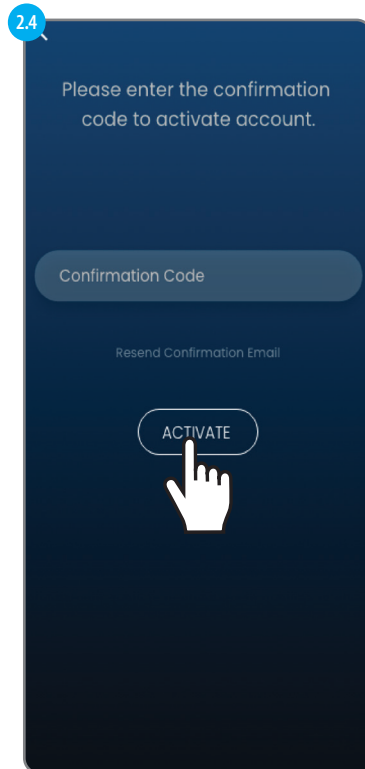 2.4
Please enter the confirmation
code to activate account.
Confirmation Code
Resend Confirmation Email
ACTIVATE